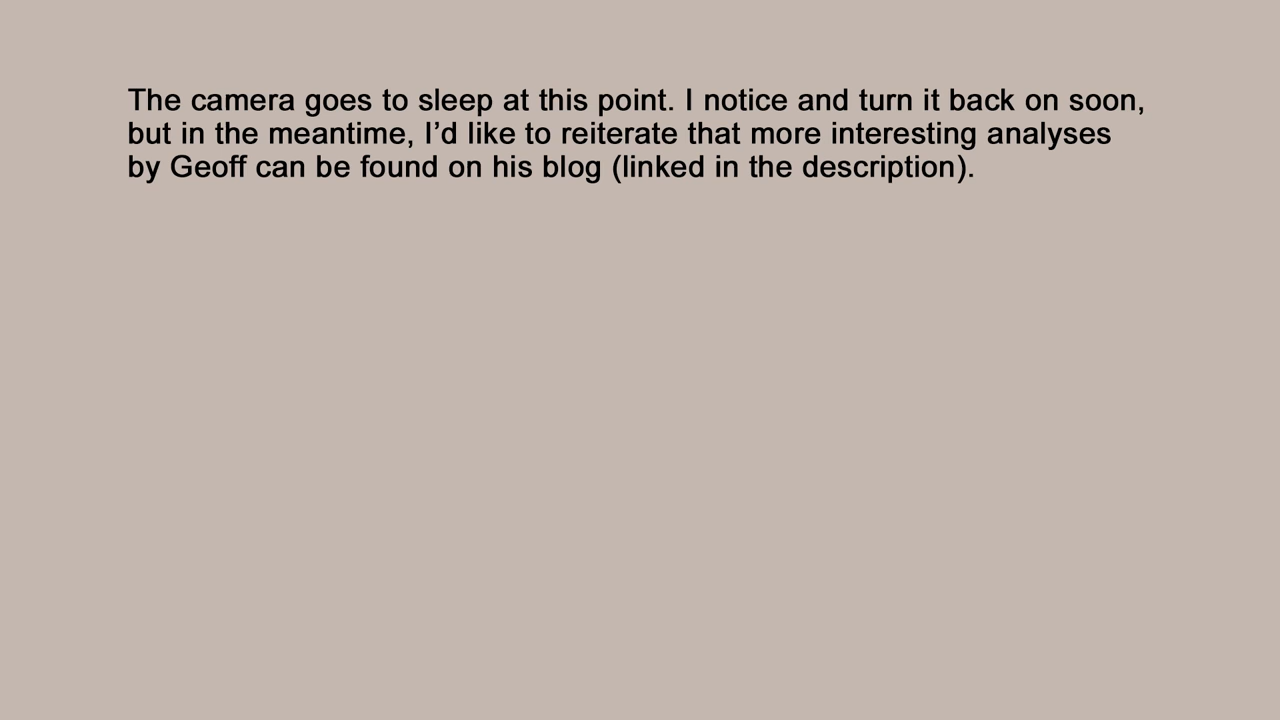 The camera goes to sleep at this point. I notice and turn it back on soon,
but in the meantime, I’d like to reiterate that more interesting analyses
by Geoff can be found on his blog (linked in the description).